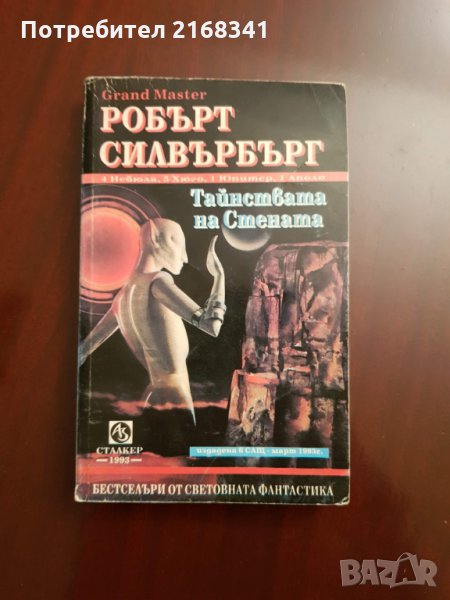 Потребител 2168341
Grand Master
РОБЪРТ
СИЛВЪРБЪРГ
4 Небюла, 5 Хюго, 1 Юпитер, 1 Аполо
Тайнствата
на Стената
СТАЛКЕР
1993
издадена в САЩ - март 1993г.
БЕСТСЕЛЪРИ ОТ СВЕТОВНАТА ФАНТАСТИКА
BAZAR